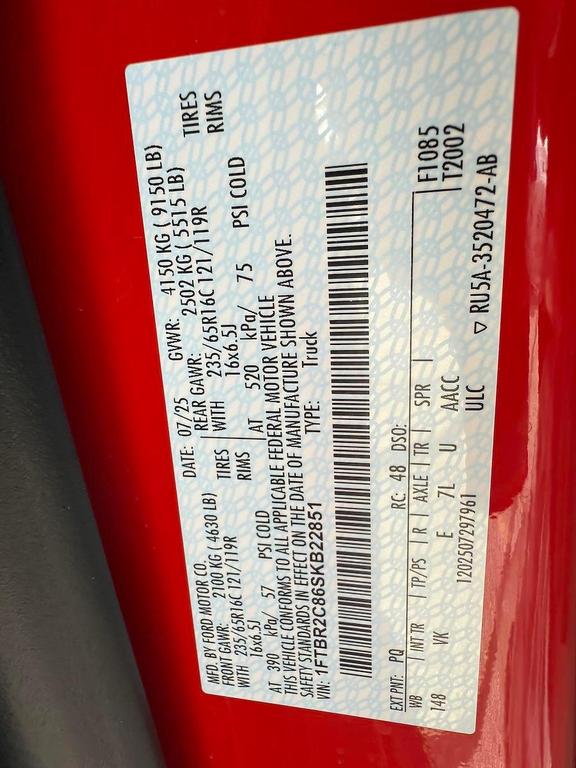 MFD. BY FORD MOTOR CO.
DATE: 07/25 GVWR: 4150 KG ( 9150 LB)
FRONT GAWR: 2100 KG ( 4630 LB)
REAR GAWR: 2502 KG ( 5515 LB)
WITH 235/65R16C 121/119R TIRES
WITH 235/65R16C 121/119R TIRES
16x6.5J RIMS
16x6.5J RIMS
AT 390 kPa/ 57 PSI COLD
AT 520 kPa/ 75 PSI COLD
THIS VEHICLE CONFORMS TO ALL APPLICABLE FEDERAL MOTOR VEHICLE
SAFETY STANDARDS IN EFFECT ON THE DATE OF MANUFACTURE SHOWN ABOVE.
VIN: 1FTBR2C86SKB22851
TYPE: Truck
EXT PNT: PQ RC: 48 DSO: F1085
WB INT TR TP/PS R AXLE TR SPR T2002
148 VK E 7L U AACC
ULC
120250729796 1
▽ RU5A-3520472-AB